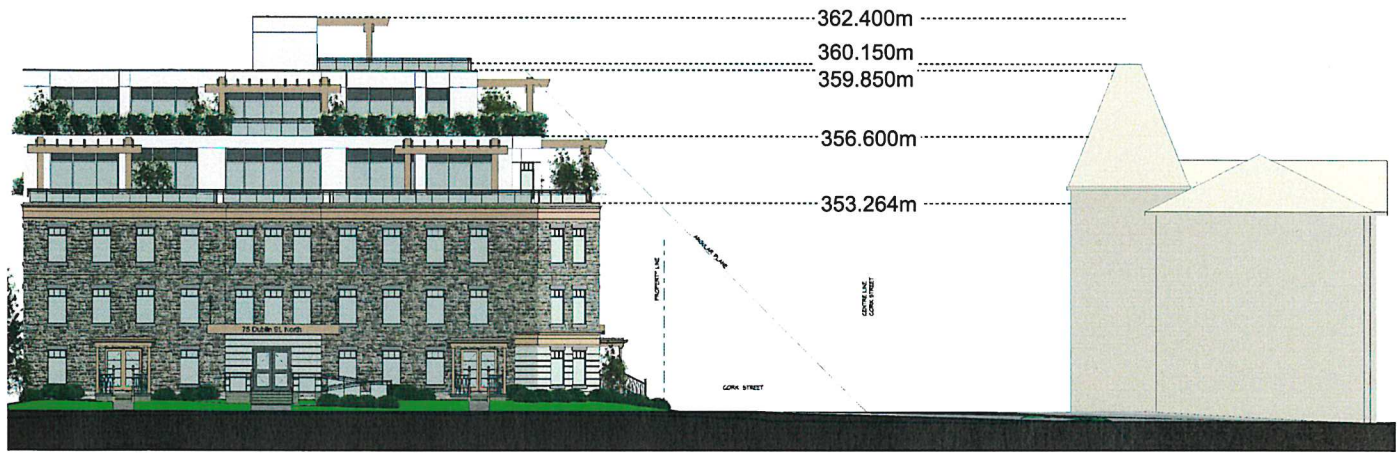 362.400m
360.150m
359.850m
356.600m
353.264m
PROPERTY LINE
ANGULAR PLANE
CENTRE LINE
CORK STREET
75 Dublin St. North
CORK STREET